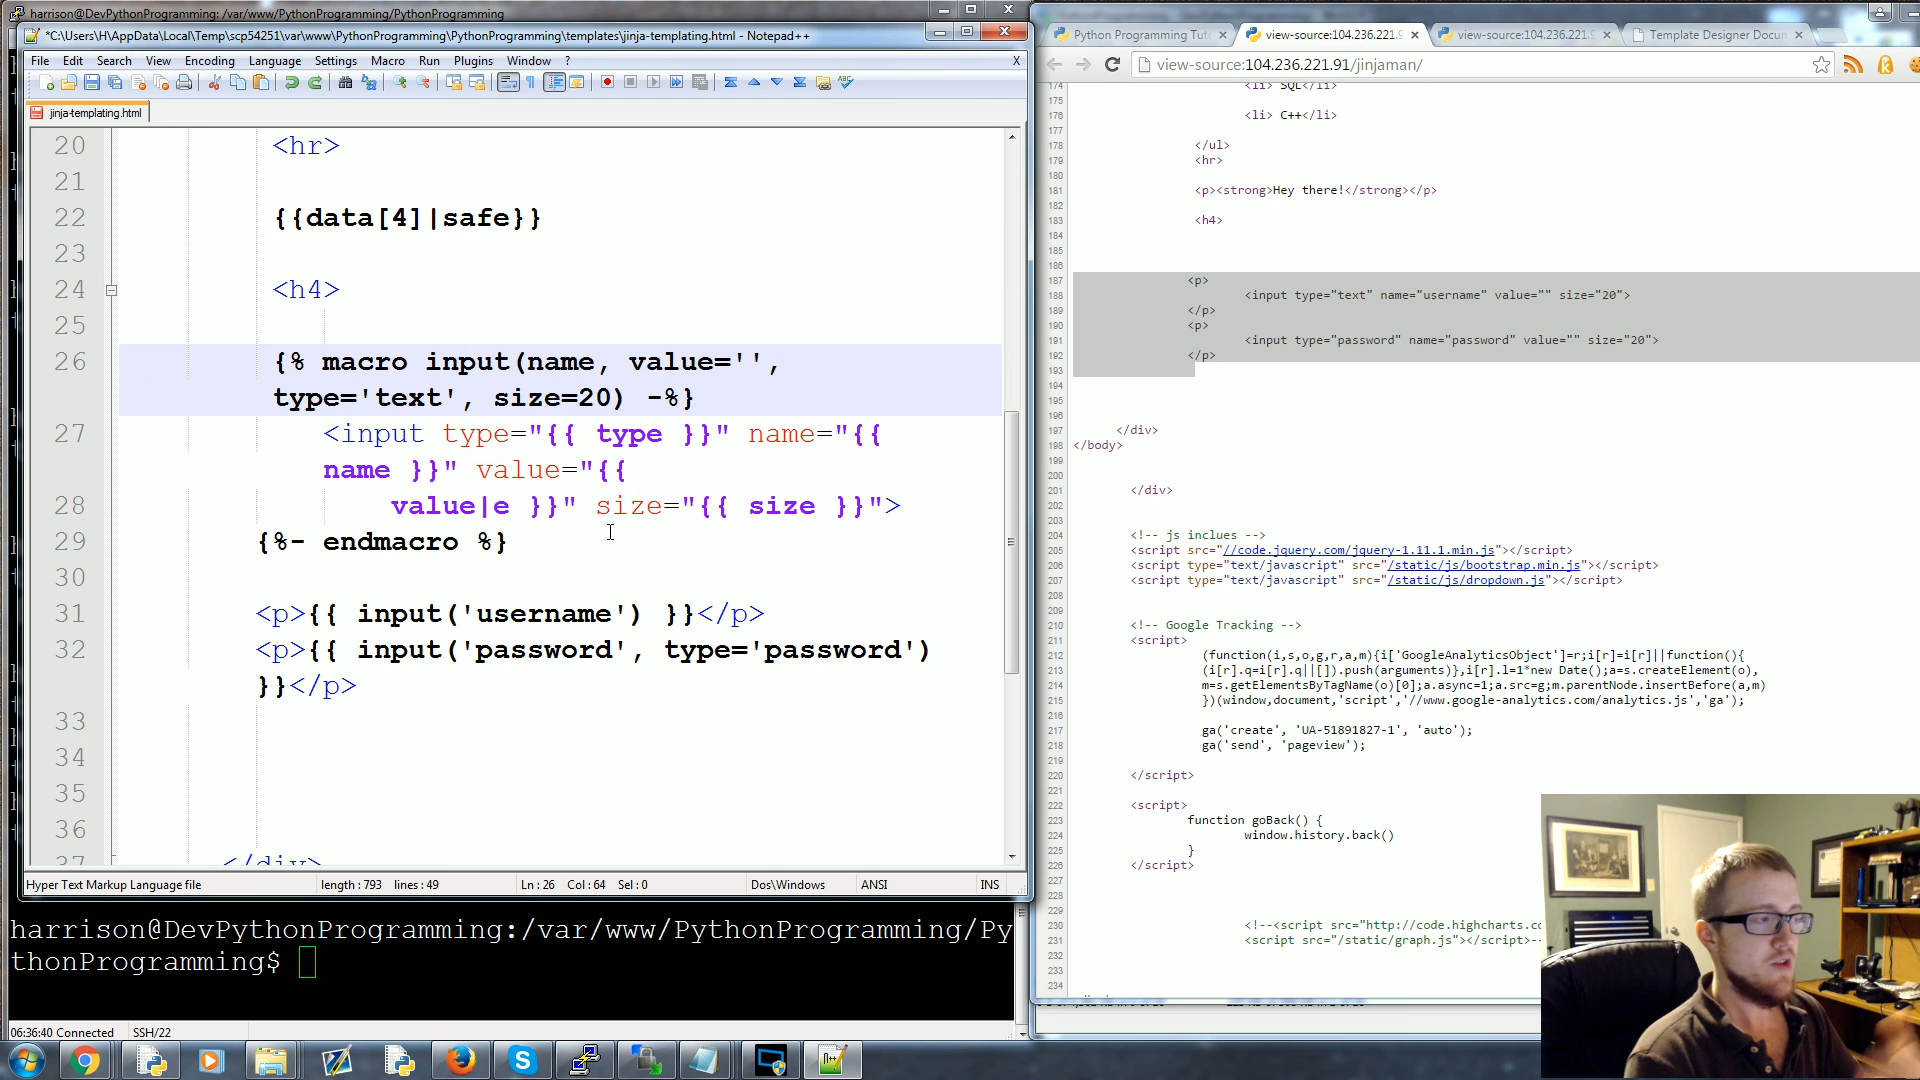 harrison@DevPythonProgramming: /var/www/PythonProgramming/PythonProgramming
*C:\Users\H\AppData\Local\Temp\scp54251\var\www\PythonProgramming\PythonProgramming\templates\jinja-templating.html - Notepad++
File Edit Search View Encoding Language Settings Macro Run Plugins Window ? X
jinja-templating.html
20 <hr>
21
22 {{data[4]|safe}}
23
24 <h4>
25
26 {% macro input(name, value='',
type='text', size=20) -%}
27 <input type="{{ type }}" name="{{
name }}" value="{{
28 value|e }}" size="{{ size }}">
29 {%- endmacro %}
30
31 <p>{{ input('username') }}</p>
32 <p>{{ input('password', type='password')
}}</p>
33
34
35
36
37 </div>
Hyper Text Markup Language file length : 793 lines : 49 Ln : 26 Col : 64 Sel : 0 Dos\Windows ANSI INS
harrison@DevPythonProgramming:/var/www/PythonProgramming/Py
thonProgramming$
06:36:40 Connected SSH/22
Python Programming Tut
view-source:104.236.221.9
view-source:104.236.221.9
Template Designer Docum
view-source:104.236.221.91/jinjaman/
174 <li> SQL</li>
175
176 <li> C++</li>
177
178 </ul>
179 <hr>
180
181 <p><strong>Hey there!</strong></p>
182
183 <h4>
184
185
186
187 <p>
188 <input type="text" name="username" value="" size="20">
189 </p>
190 <p>
191 <input type="password" name="password" value="" size="20">
192 </p>
193
194
195
196
197 </div>
198 </body>
199
200
201 </div>
202
203
204 <!-- js inclues -->
205 <script src="//code.jquery.com/jquery-1.11.1.min.js"></script>
206 <script type="text/javascript" src="/static/js/bootstrap.min.js"></script>
207 <script type="text/javascript" src="/static/js/dropdown.js"></script>
208
209
210 <!-- Google Tracking -->
211 <script>
212 (function(i,s,o,g,r,a,m){i['GoogleAnalyticsObject']=r;i[r]=i[r]||function(){
213 (i[r].q=i[r].q||[]).push(arguments)},i[r].l=1*new Date();a=s.createElement(o),
214 m=s.getElementsByTagName(o)[0];a.async=1;a.src=g;m.parentNode.insertBefore(a,m)
215 })(window,document,'script','//www.google-analytics.com/analytics.js','ga');
216
217 ga('create', 'UA-51891827-1', 'auto');
218 ga('send', 'pageview');
219
220 </script>
221
222 <script>
223 function goBack() {
224 window.history.back()
225 }
226 </script>
227
228
229
230 <!--<script src="http://code.highcharts.co
231 <script src="/static/graph.js"></script>-
232
233
234